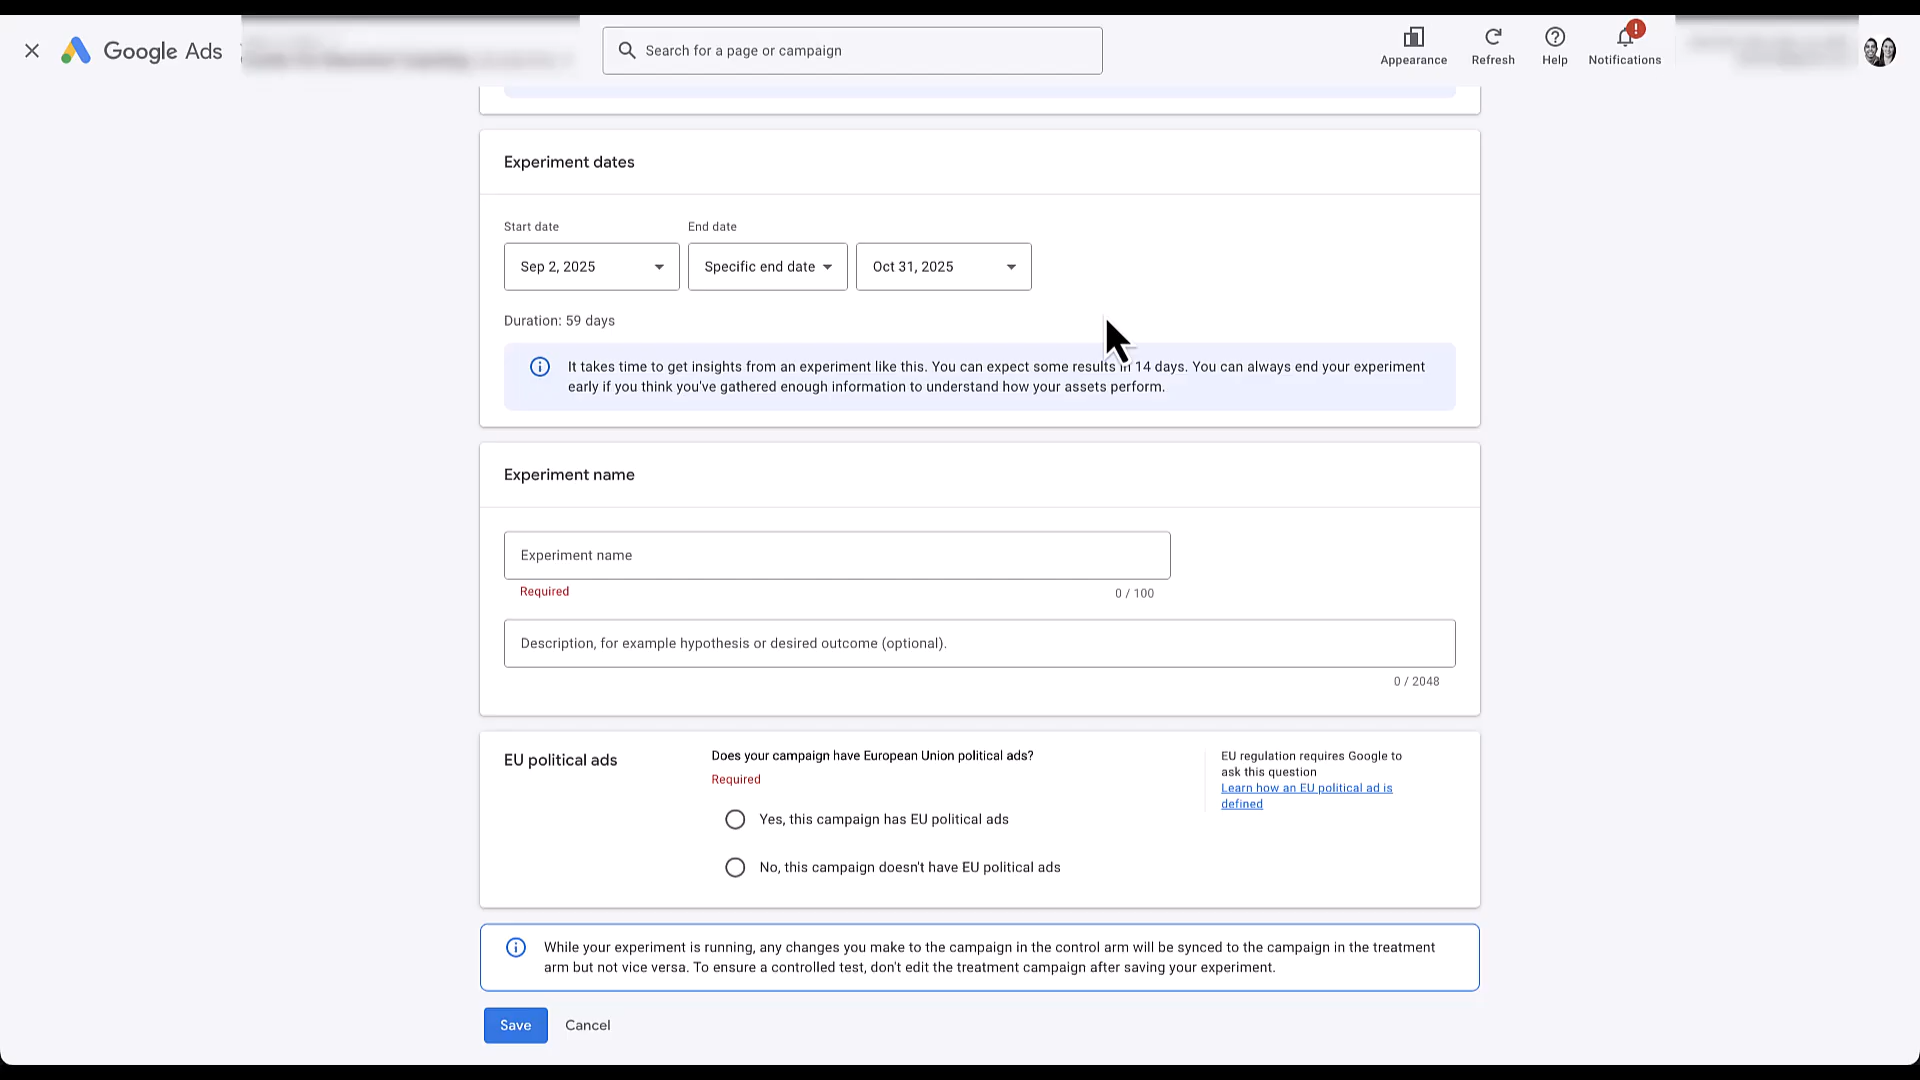 Google Ads
Search for a page or campaign
Appearance
Refresh
Help
Notifications
Experiment dates
Start date
End date
Sep 2, 2025
Specific end date
Oct 31, 2025
Duration: 59 days
It takes time to get insights from an experiment like this. You can expect some results in 14 days. You can always end your experiment
early if you think you've gathered enough information to understand how your assets perform.
Experiment name
Experiment name
Required
0 / 100
Description, for example hypothesis or desired outcome (optional).
0 / 2048
EU political ads
Does your campaign have European Union political ads?
Required
Yes, this campaign has EU political ads
No, this campaign doesn't have EU political ads
EU regulation requires Google to
ask this question
Learn how an EU political ad is
defined
While your experiment is running, any changes you make to the campaign in the control arm will be synced to the campaign in the treatment
arm but not vice versa. To ensure a controlled test, don't edit the treatment campaign after saving your experiment.
Save
Cancel